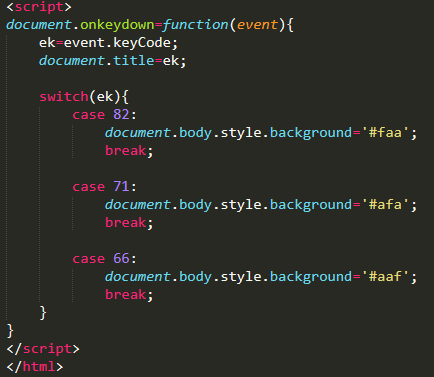 <script>
document.onkeydown=function(event){
    ek=event.keyCode;
    document.title=ek;

    switch(ek){
        case 82:
            document.body.style.background='#faa';
            break;

        case 71:
            document.body.style.background='#afa';
            break;

        case 66:
            document.body.style.background='#aaf';
            break;
    }
}
</script>
</html>